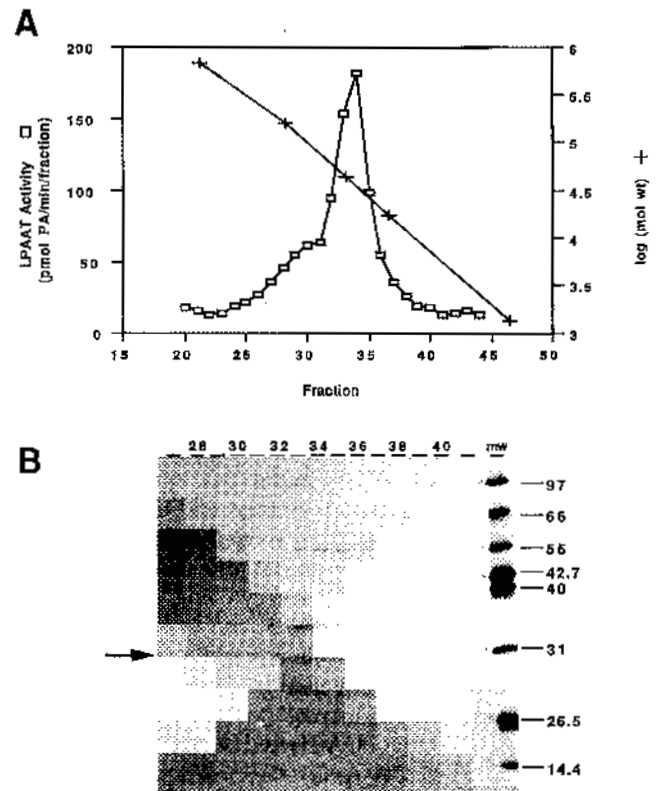 A
200
150
100
50
0
LPAAT Activity
(pmol PA/min/fraction)
6
5.5
5
4.5
4
3.5
3
log (mol wt)
15 20 25 30 35 40 45 50
Fraction
B
28 30 32 34 36 38 40 mw
97
66
55
42.7
40
31
26.5
14.4